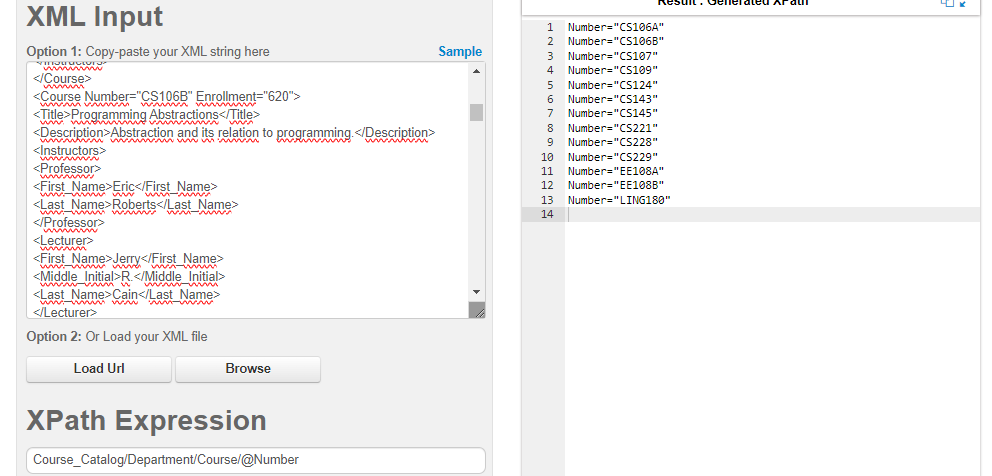 XML Input
Option 1: Copy-paste your XML string here
Sample
</Instructors>
</Course>
<Course Number="CS106B" Enrollment="620">
<Title>Programming Abstractions</Title>
<Description>Abstraction and its relation to programming.</Description>
<Instructors>
<Professor>
<First_Name>Eric</First_Name>
<Last_Name>Roberts</Last_Name>
</Professor>
<Lecturer>
<First_Name>Jerry</First_Name>
<Middle_Initial>R.</Middle_Initial>
<Last_Name>Cain</Last_Name>
</Lecturer>
Option 2: Or Load your XML file
Load Url
Browse
XPath Expression
Course_Catalog/Department/Course/@Number
Result : Generated XPath
1 Number="CS106A"
2 Number="CS106B"
3 Number="CS107"
4 Number="CS109"
5 Number="CS124"
6 Number="CS143"
7 Number="CS145"
8 Number="CS221"
9 Number="CS228"
10 Number="CS229"
11 Number="EE108A"
12 Number="EE108B"
13 Number="LING180"
14